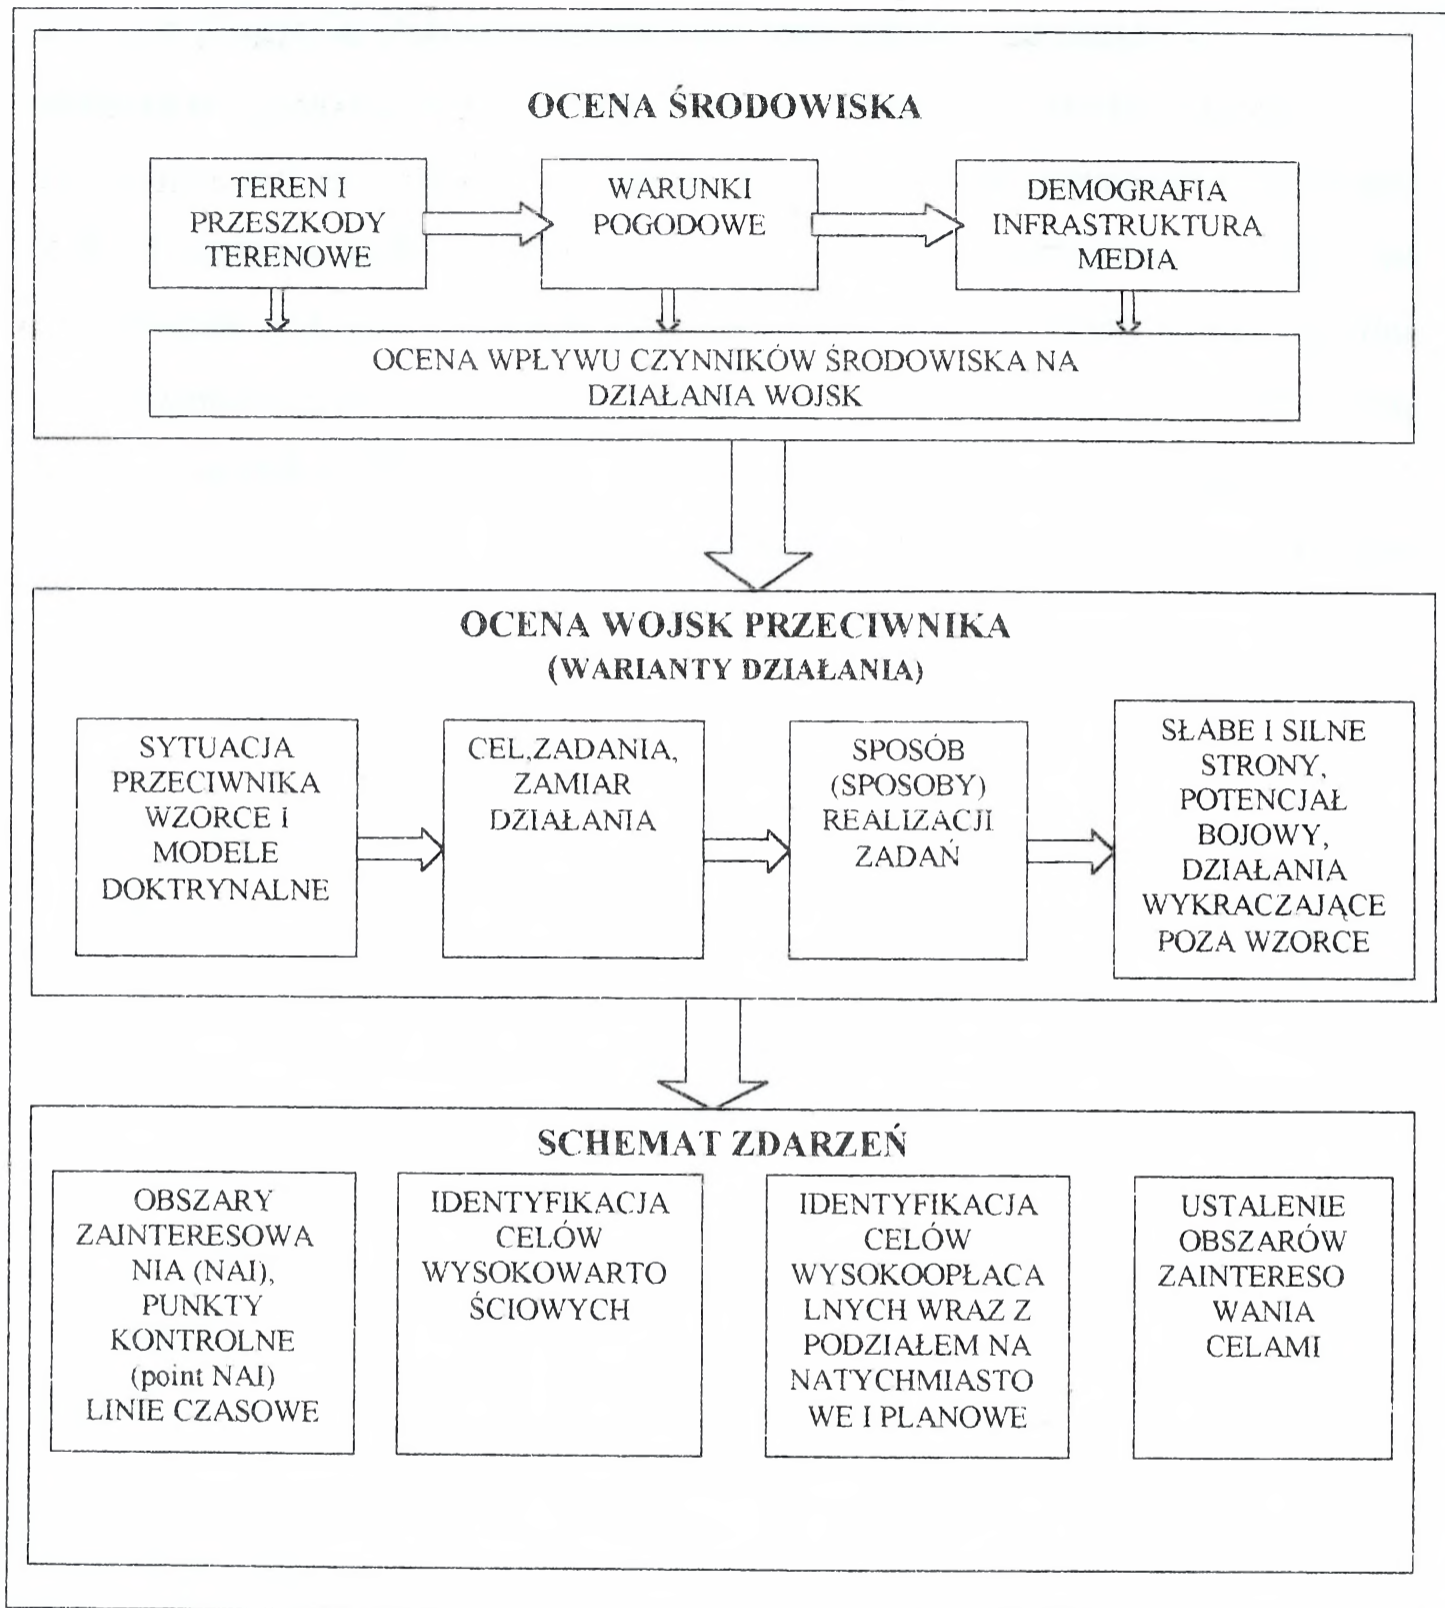 OCENA ŚRODOWISKA
TEREN I
PRZESZKODY
TERENOWE
WARUNKI
POGODOWE
DEMOGRAFIA
INFRASTRUKTURA
MEDIA
OCENA WPŁYWU CZYNNIKÓW ŚRODOWISKA NA
DZIAŁANIA WOJSK
OCENA WOJSK PRZECIWNIKA
(WARIANTY DZIAŁANIA)
SYTUACJA
PRZECIWNIKA
WZORCE I
MODELE
DOKTRYNALNE
CEL,ZADANIA,
ZAMIAR
DZIAŁANIA
SPOSÓB
(SPOSOBY)
REALIZACJI
ZADAŃ
SŁABE I SILNE
STRONY,
POTENCJAŁ
BOJOWY,
DZIAŁANIA
WYKRACZAJĄCE
POZA WZORCE
SCHEMAT ZDARZEŃ
OBSZARY
ZAINTERESOWA
NIA (NAI),
PUNKTY
KONTROLNE
(point NAI)
LINIE CZASOWE
IDENTYFIKACJA
CELÓW
WYSOKOWARTO
ŚCIOWYCH
IDENTYFIKACJA
CELÓW
WYSOKOOPŁACA
LNYCH WRAZ Z
PODZIAŁEM NA
NATYCHMIASTO
WE I PLANOWE
USTALENIE
OBSZARÓW
ZAINTERESO
WANIA
CELAMI